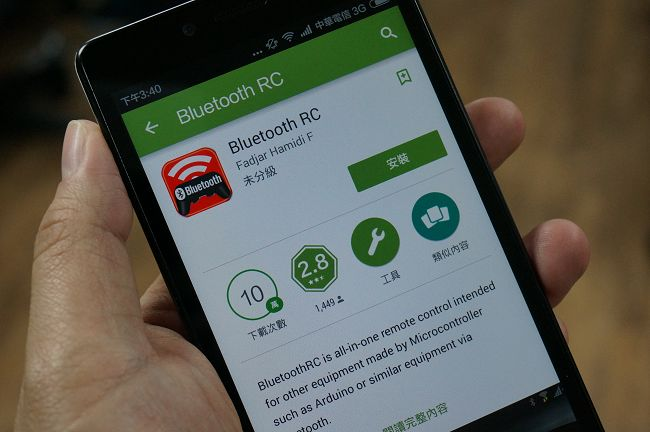 中華電信 3G
下午3:40
Bluetooth RC
Bluetooth RC
Fadjar Hamidi F
未分級
安裝
Bluetooth
10
萬
下載次數
2.8
1,449
工具
類似內容
BluetoothRC is all-in-one remote control intended
for other equipment made by Microcontroller
such as Arduino or similar equipment via
閱讀完整內容